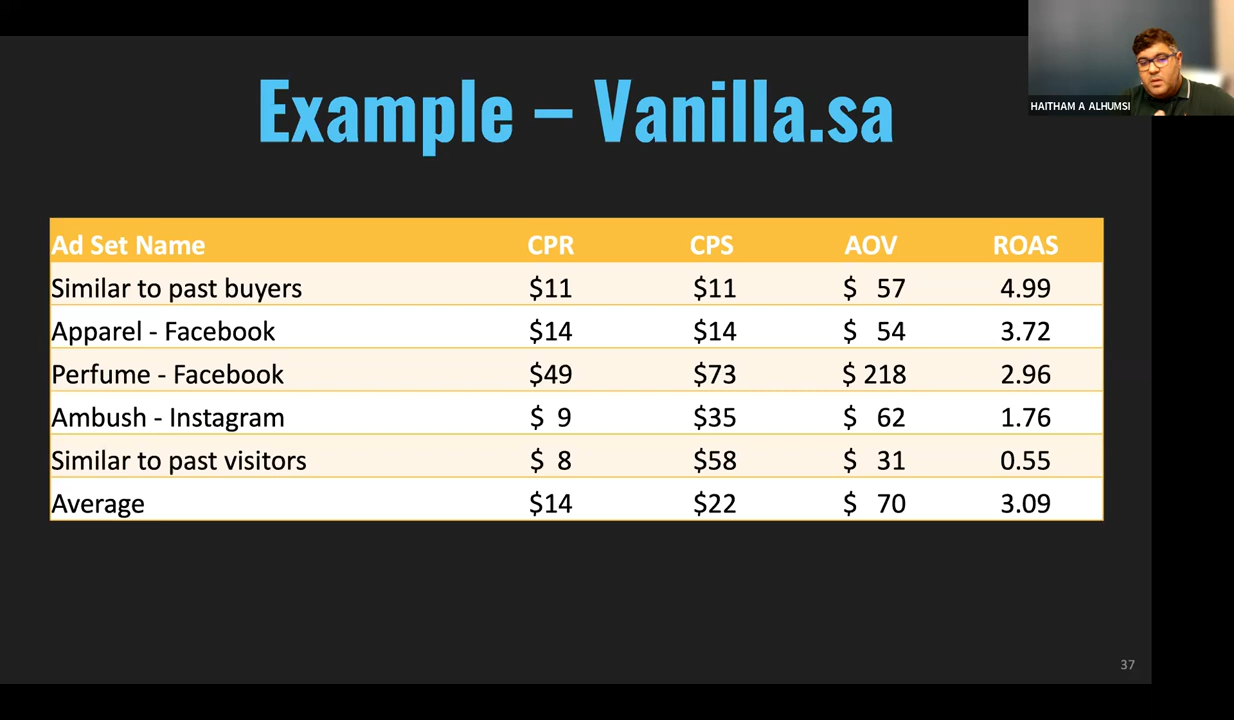 Example – Vanilla.sa
HAITHAM A ALHUMSI
Ad Set Name CPR CPS AOV ROAS
Similar to past buyers $11 $11 $ 57 4.99
Apparel - Facebook $14 $14 $ 54 3.72
Perfume - Facebook $49 $73 $ 218 2.96
Ambush - Instagram $ 9 $35 $ 62 1.76
Similar to past visitors $ 8 $58 $ 31 0.55
Average $14 $22 $ 70 3.09
37